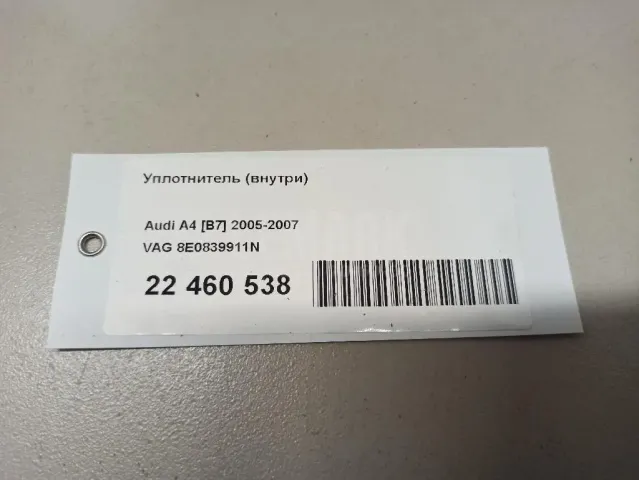 Уплотнитель (внутри)
Audi A4 [B7] 2005-2007
VAG 8E0839911N
22 460 538